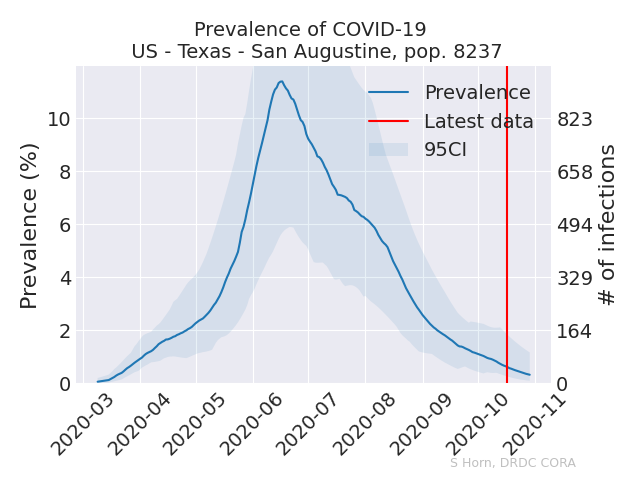 Prevalence of COVID-19
US - Texas - San Augustine, pop. 8237
Prevalence
Latest data
95CI
Prevalence (%)
10
8
6
4
2
0
# of infections
823
658
494
329
164
0
2020-03
2020-04
2020-05
2020-06
2020-07
2020-08
2020-09
2020-10
2020-11
S Horn, DRDC CORA